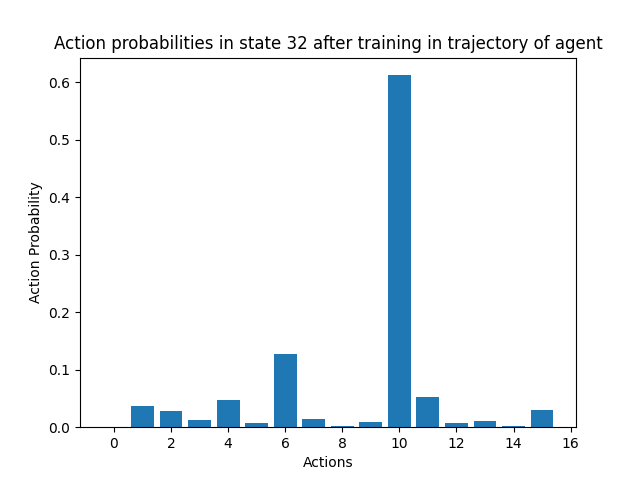 Action probabilities in state 32 after training in trajectory of agent
0.6
0.5
0.4
0.3
0.2
0.1
0.0
Action Probability
0 2 4 6 8 10 12 14 16
Actions